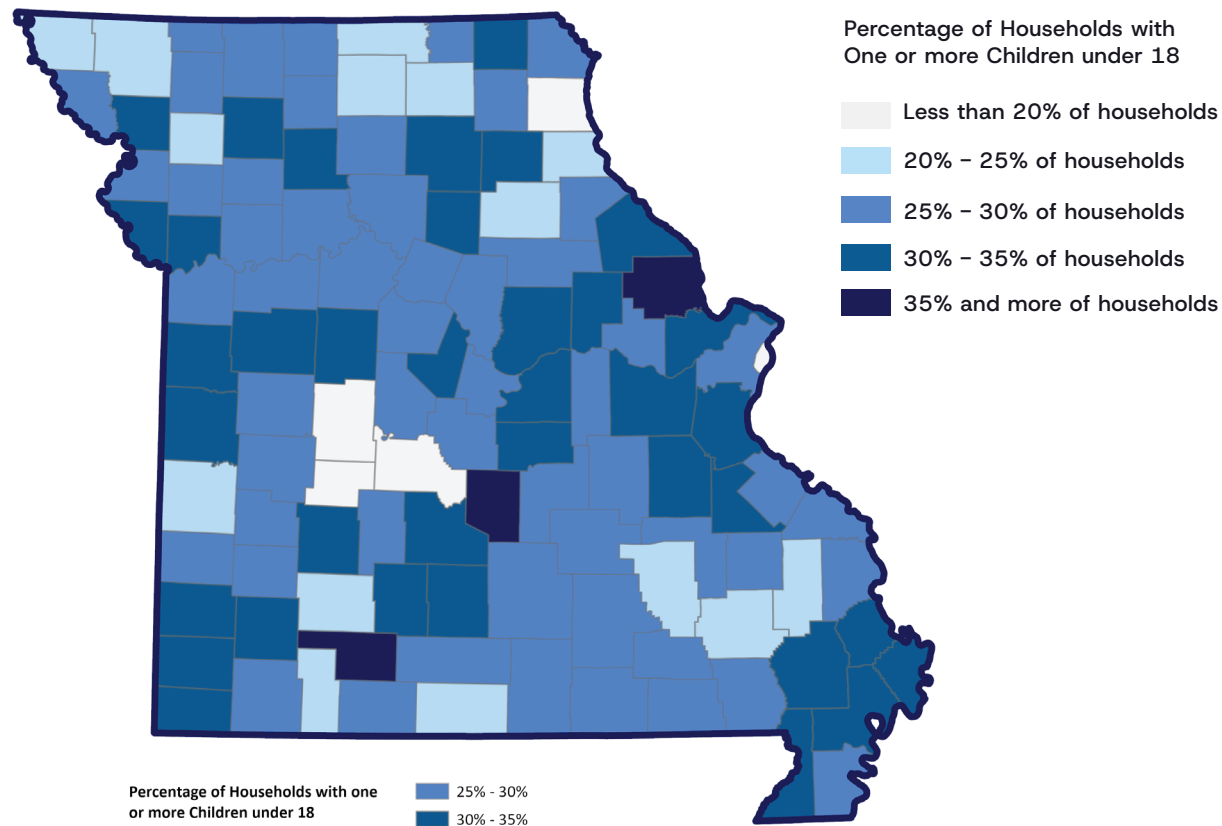 Percentage of Households with
One or more Children under 18
Less than 20% of households
20% – 25% of households
25% – 30% of households
30% – 35% of households
35% and more of households
Percentage of Households with one
or more Children under 18
25% - 30%
30% - 35%